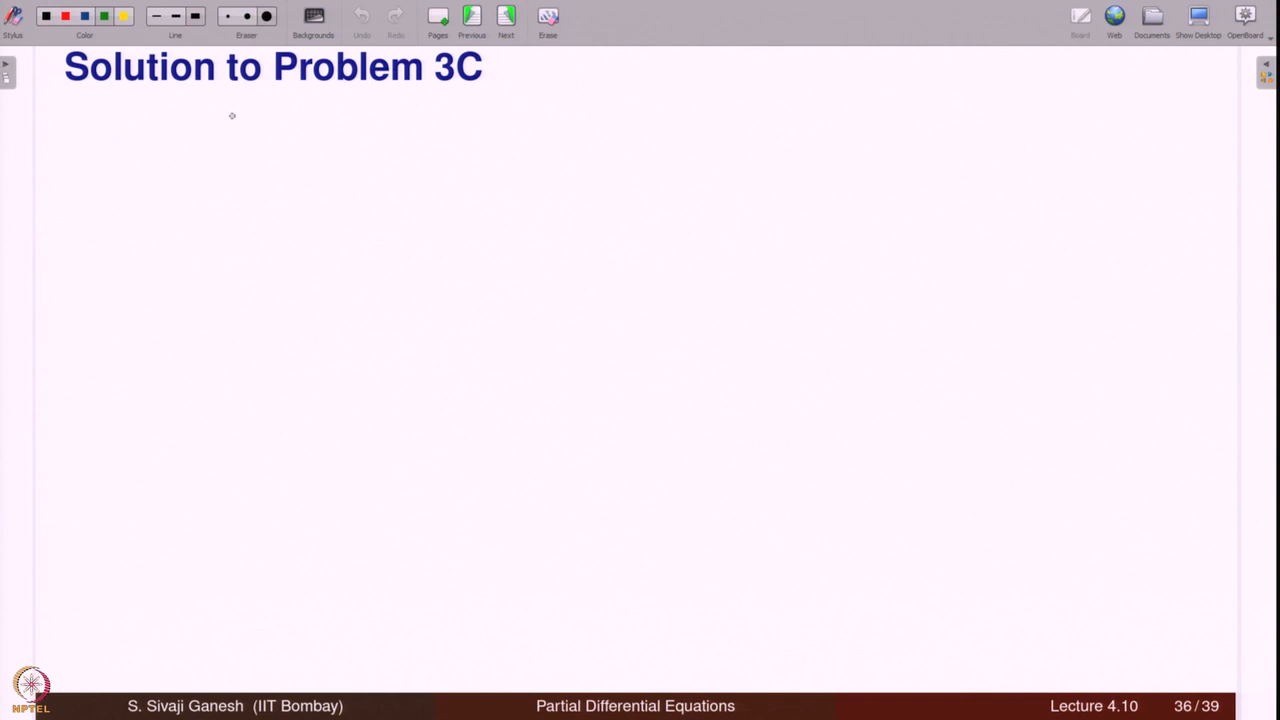 Stylus Color Line Eraser Backgrounds Undo Redo Pages Previous Next Erase Board Web Documents Show Desktop OpenBoard
Solution to Problem 3C
NPTEL
S. Sivaji Ganesh (IIT Bombay) Partial Differential Equations Lecture 4.10 36/39